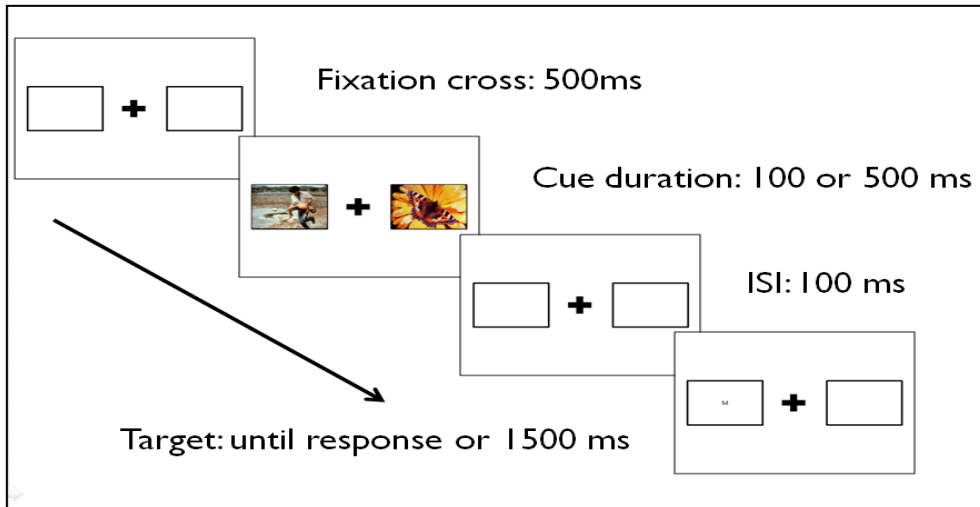 Fixation cross: 500ms
Cue duration: 100 or 500 ms
ISI: 100 ms
M
Target: until response or 1500 ms